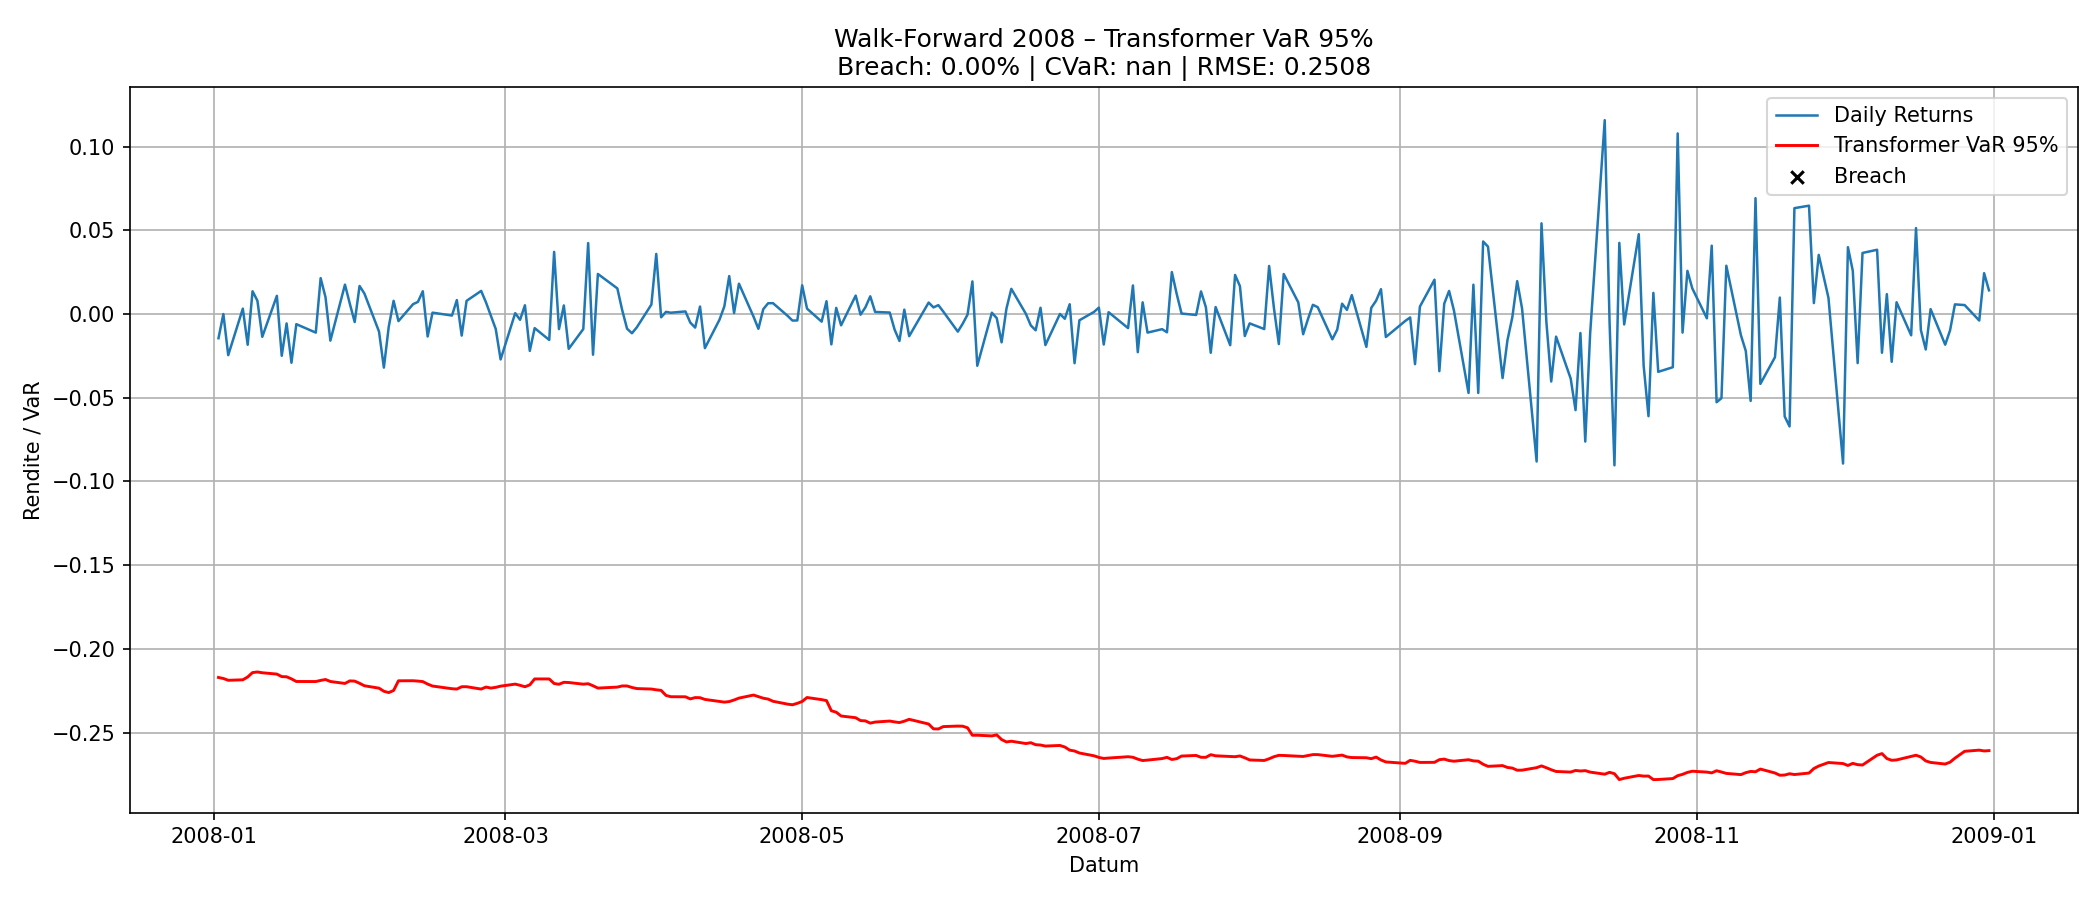 Walk-Forward 2008 – Transformer VaR 95%
Breach: 0.00% | CVaR: nan | RMSE: 0.2508
Daily Returns
Transformer VaR 95%
Breach
0.10
0.05
0.00
−0.05
−0.10
−0.15
−0.20
−0.25
Rendite / VaR
2008-01
2008-03
2008-05
2008-07
2008-09
2008-11
2009-01
Datum